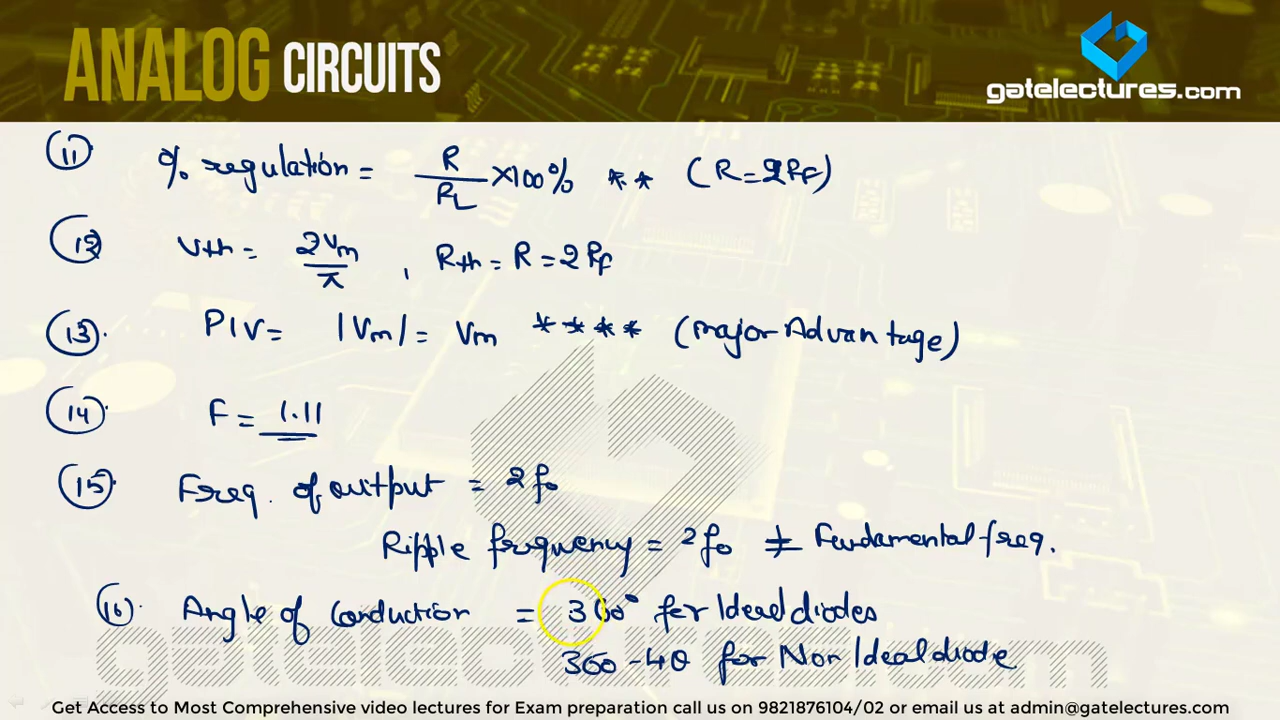 ANALOG CIRCUITS
gatelectures.com
(11) % regulation = R/RL ×100% ** (R=2Rf)
(12) Vth = 2Vm/π , Rth = R = 2Rf
(13) PIV = |Vm| = Vm **** (Major Advantage)
(14) F = 1.11
(15) Freq. of output = 2fo
Ripple frequency = 2fo ≠ Fundamental freq.
(16) Angle of Conduction = 360° for Ideal diodes
360 - 4θ for Non Ideal diode
gatelectures.com
Get Access to Most Comprehensive video lectures for Exam preparation call us on 9821876104/02 or email us at admin@gatelectures.com